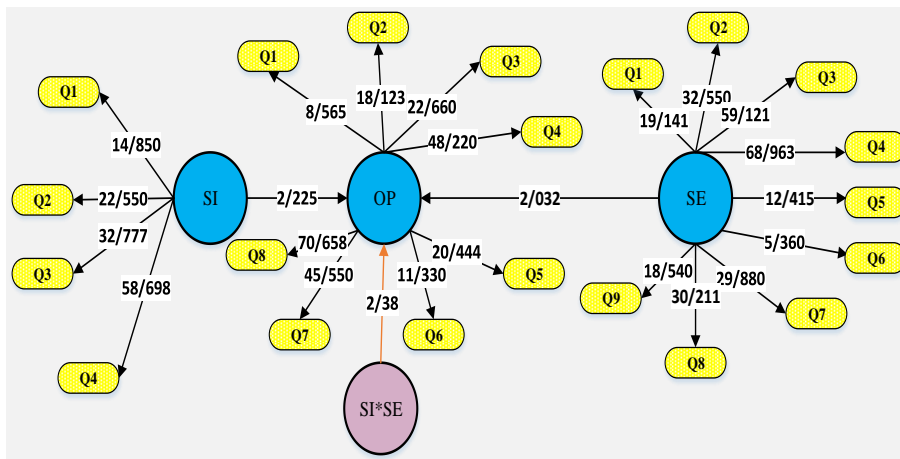 Q1
14/850
Q2
22/550
Q3
32/777
Q4
58/698
SI
2/225
Q1
8/565
Q2
18/123
Q3
22/660
Q4
48/220
OP
Q8
70/658
Q7
45/550
Q6
11/330
Q5
20/444
2/38
SI*SE
2/032
SE
Q1
19/141
Q2
32/550
Q3
59/121
Q4
68/963
Q5
12/415
Q6
5/360
Q7
29/880
Q8
30/211
Q9
18/540